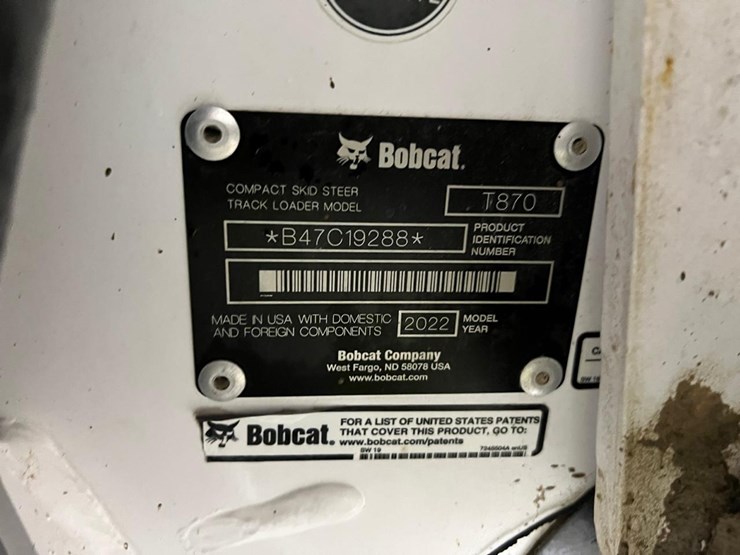 Bobcat.
COMPACT SKID STEER
TRACK LOADER MODEL
T870
*B47C19288*
PRODUCT
IDENTIFICATION
NUMBER
MADE IN USA WITH DOMESTIC
AND FOREIGN COMPONENTS
2022
MODEL
YEAR
Bobcat Company
West Fargo, ND 58078 USA
www.bobcat.com
Bobcat.
FOR A LIST OF UNITED STATES PATENTS
THAT COVER THIS PRODUCT, GO TO:
www.bobcat.com/patents
SW 19